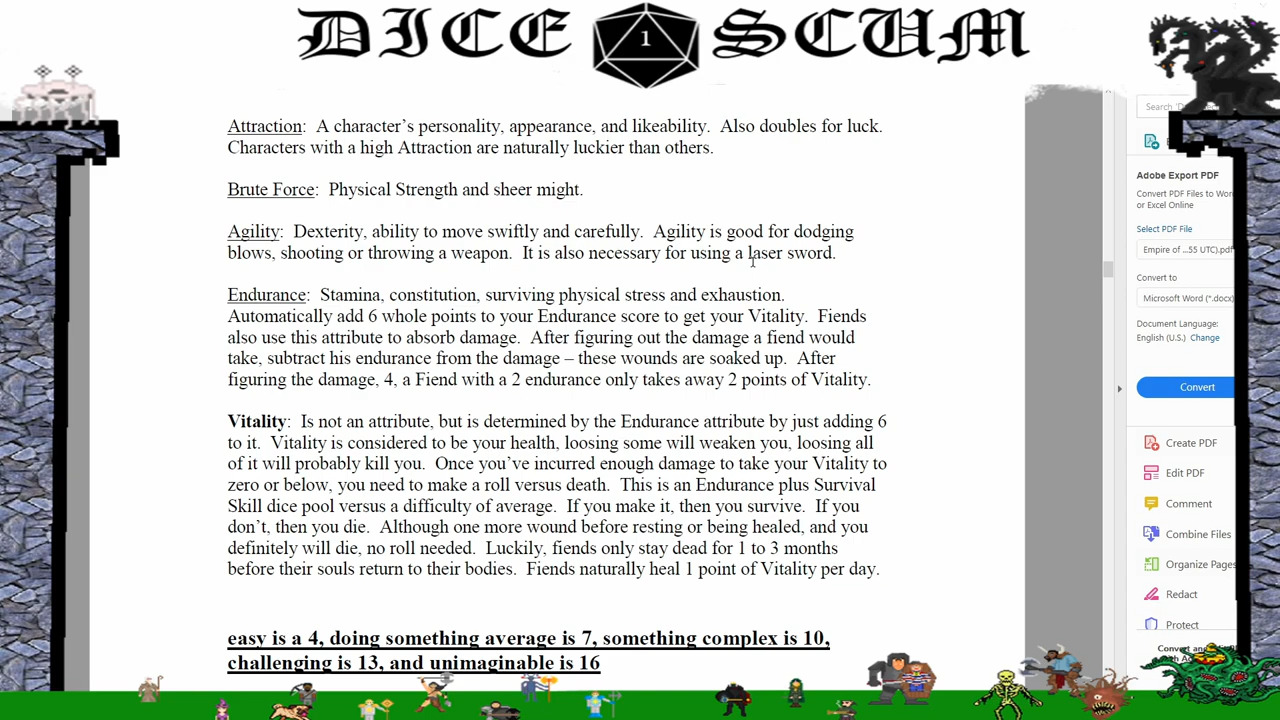 DICE 1 SCUM
Attraction:  A character's personality, appearance, and likeability.  Also doubles for luck.
Characters with a high Attraction are naturally luckier than others.
Brute Force:  Physical Strength and sheer might.
Agility:  Dexterity, ability to move swiftly and carefully.  Agility is good for dodging
blows, shooting or throwing a weapon.  It is also necessary for using a laser sword.
Endurance:  Stamina, constitution, surviving physical stress and exhaustion.
Automatically add 6 whole points to your Endurance score to get your Vitality.  Fiends
also use this attribute to absorb damage.  After figuring out the damage a fiend would
take, subtract his endurance from the damage – these wounds are soaked up.  After
figuring the damage, 4, a Fiend with a 2 endurance only takes away 2 points of Vitality.
Vitality:  Is not an attribute, but is determined by the Endurance attribute by just adding 6
to it.  Vitality is considered to be your health, loosing some will weaken you, loosing all
of it will probably kill you.  Once you've incurred enough damage to take your Vitality to
zero or below, you need to make a roll versus death.  This is an Endurance plus Survival
Skill dice pool versus a difficulty of average.  If you make it, then you survive.  If you
don't, then you die.  Although one more wound before resting or being healed, and you
definitely will die, no roll needed.  Luckily, fiends only stay dead for 1 to 3 months
before their souls return to their bodies.  Fiends naturally heal 1 point of Vitality per day.
easy is a 4, doing something average is 7, something complex is 10,
challenging is 13, and unimaginable is 16
Search
Adobe Export PDF
Convert PDF Files to Word
or Excel Online
Select PDF File
Empire of ...55 UTC).pdf
Convert to
Microsoft Word (*.docx)
Document Language:
English (U.S.) Change
Convert
Create PDF
Edit PDF
Comment
Combine Files
Organize Pages
Redact
Protect
Convert and